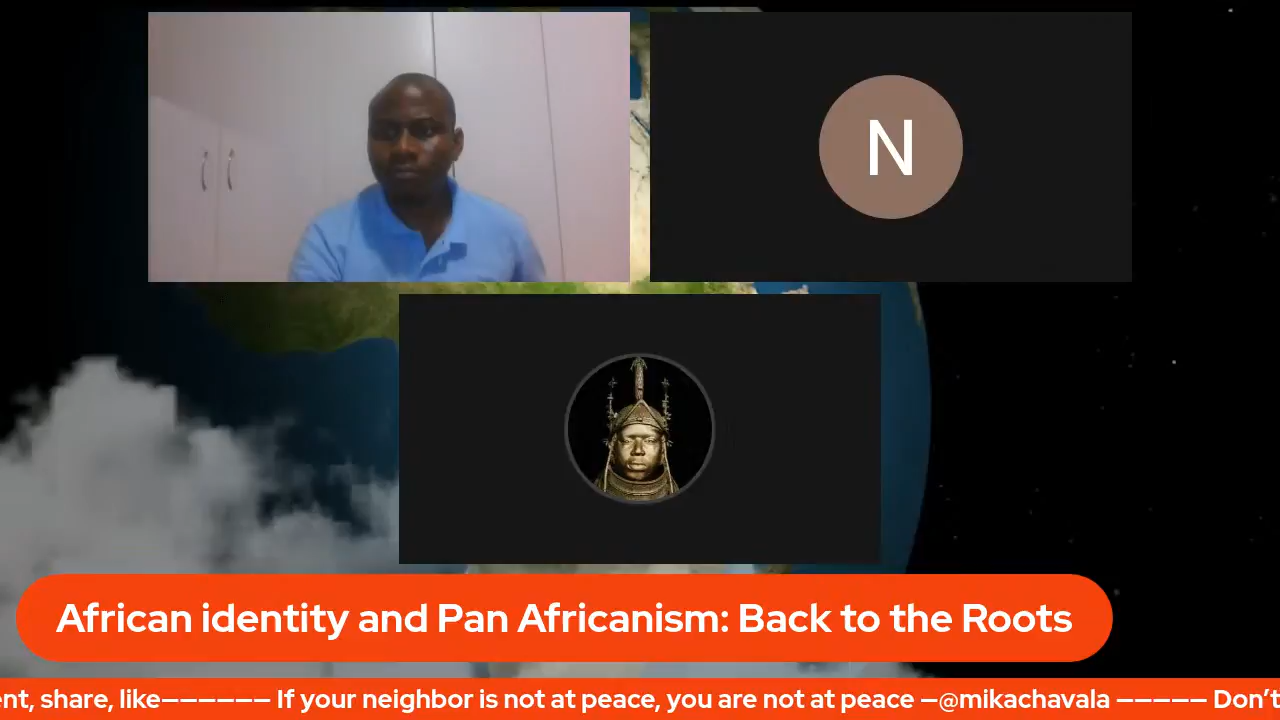 N
African identity and Pan Africanism: Back to the Roots
ent, share, like—————— If your neighbor is not at peace, you are not at peace —@mikachavala ————— Don't